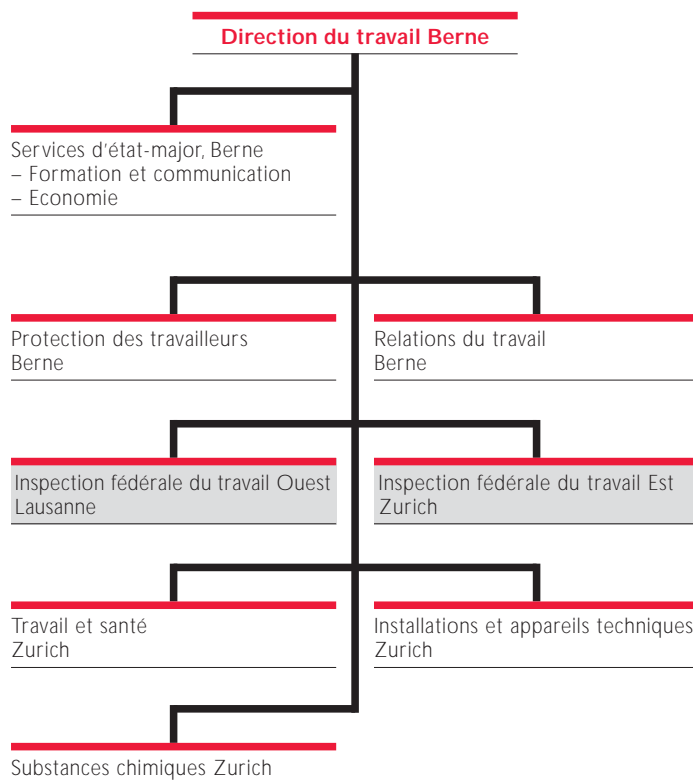 Direction du travail Berne
Services d'état-major, Berne
– Formation et communication
– Economie
Protection des travailleurs
Berne
Relations du travail
Berne
Inspection fédérale du travail Ouest
Lausanne
Inspection fédérale du travail Est
Zurich
Travail et santé
Zurich
Installations et appareils techniques
Zurich
Substances chimiques Zurich